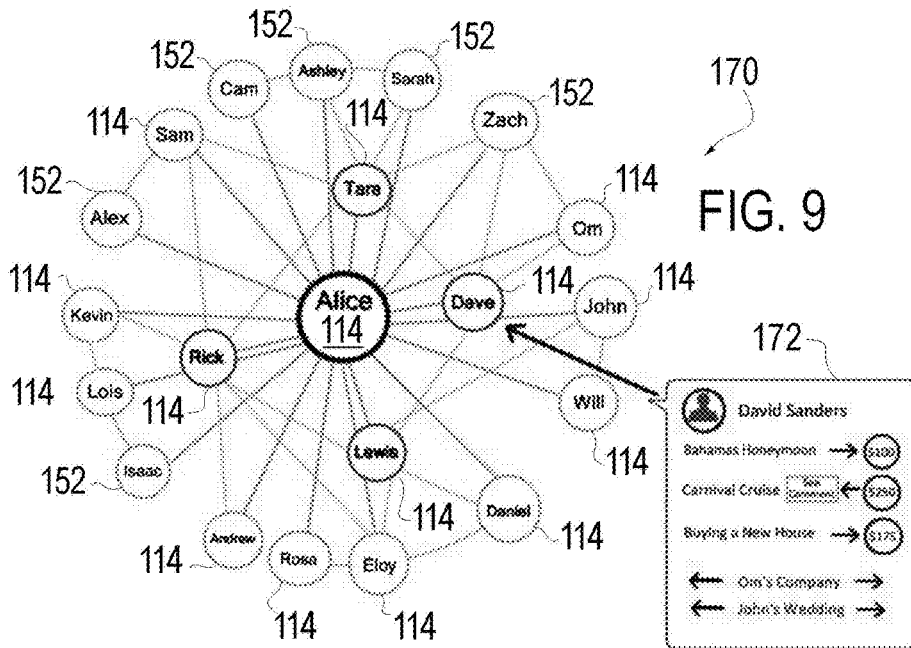 152
152
152
152
Ashley
Sarah
Cam
170
114
114
Zach
Sam
Tara
114
FIG. 9
152
Alex
Om
114
114
114
Alice
114
Dave
John
Kevin
172
Rick
114
Lois
114
Will
David Sanders
Bahamas Honeymoon
$100
Lewis
114
Isaac
152
Carnival Cruise
$250
114
Daniel
114
Andrew
Buying a New House
$175
114
Rosa
Eloy
114
114
Om's Company
John's Wedding